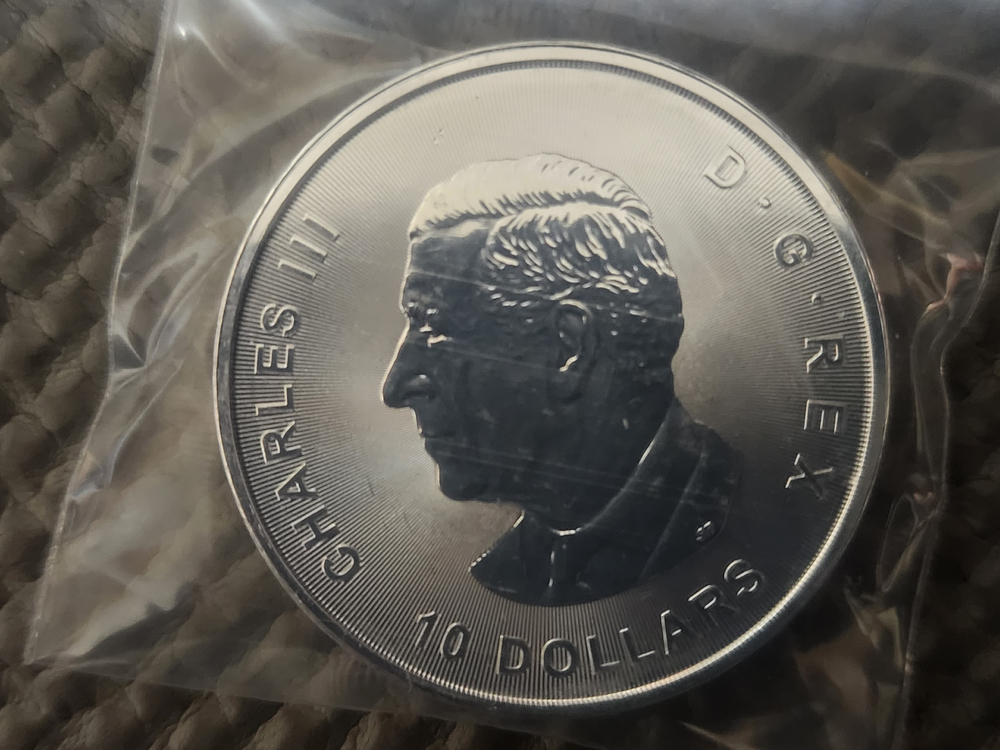 CHARLES III
D·G·REX
10 DOLLARS